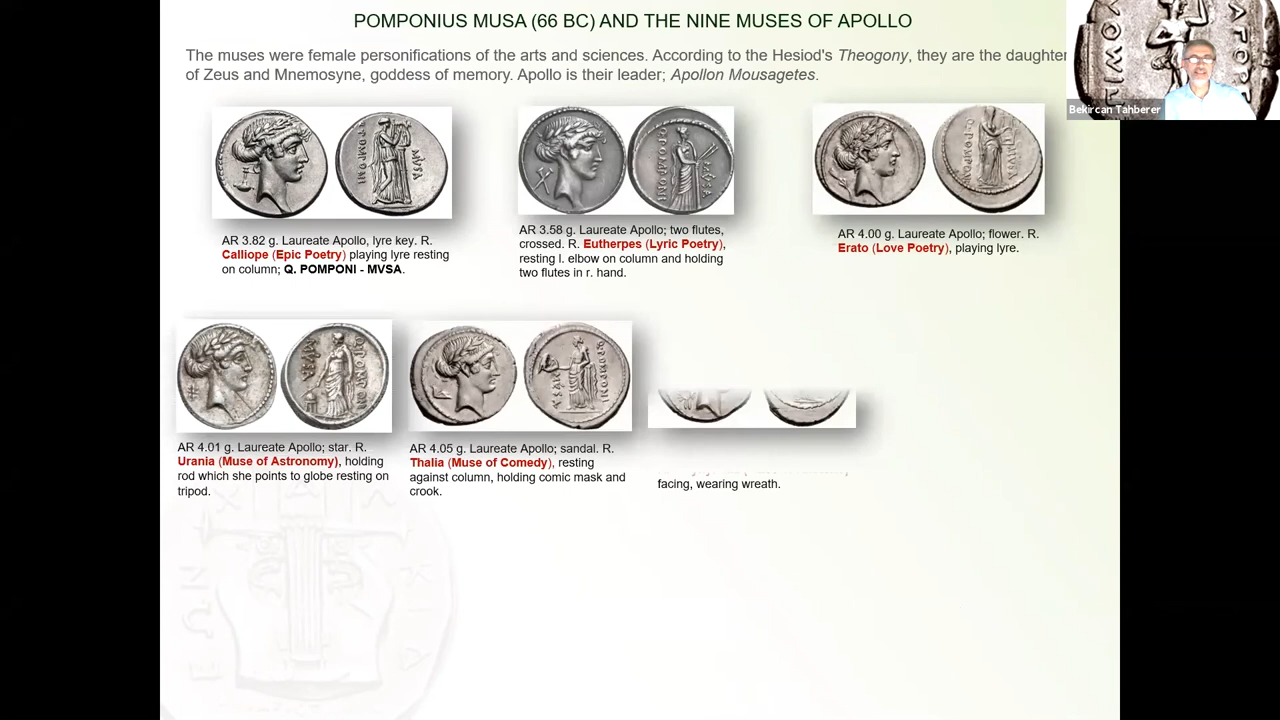 POMPONIUS MUSA (66 BC) AND THE NINE MUSES OF APOLLO
The muses were female personifications of the arts and sciences. According to the Hesiod's Theogony, they are the daughter
of Zeus and Mnemosyne, goddess of memory. Apollo is their leader; Apollon Mousagetes.
Bekircan Tahberer
AR 3.82 g. Laureate Apollo, lyre key. R.
Calliope (Epic Poetry) playing lyre resting
on column; Q. POMPONI - MVSA.
AR 3.58 g. Laureate Apollo; two flutes,
crossed. R. Eutherpes (Lyric Poetry),
resting l. elbow on column and holding
two flutes in r. hand.
AR 4.00 g. Laureate Apollo; flower. R.
Erato (Love Poetry), playing lyre.
AR 4.01 g. Laureate Apollo; star. R.
Urania (Muse of Astronomy), holding
rod which she points to globe resting on
tripod.
AR 4.05 g. Laureate Apollo; sandal. R.
Thalia (Muse of Comedy), resting
against column, holding comic mask and
crook.
facing, wearing wreath.